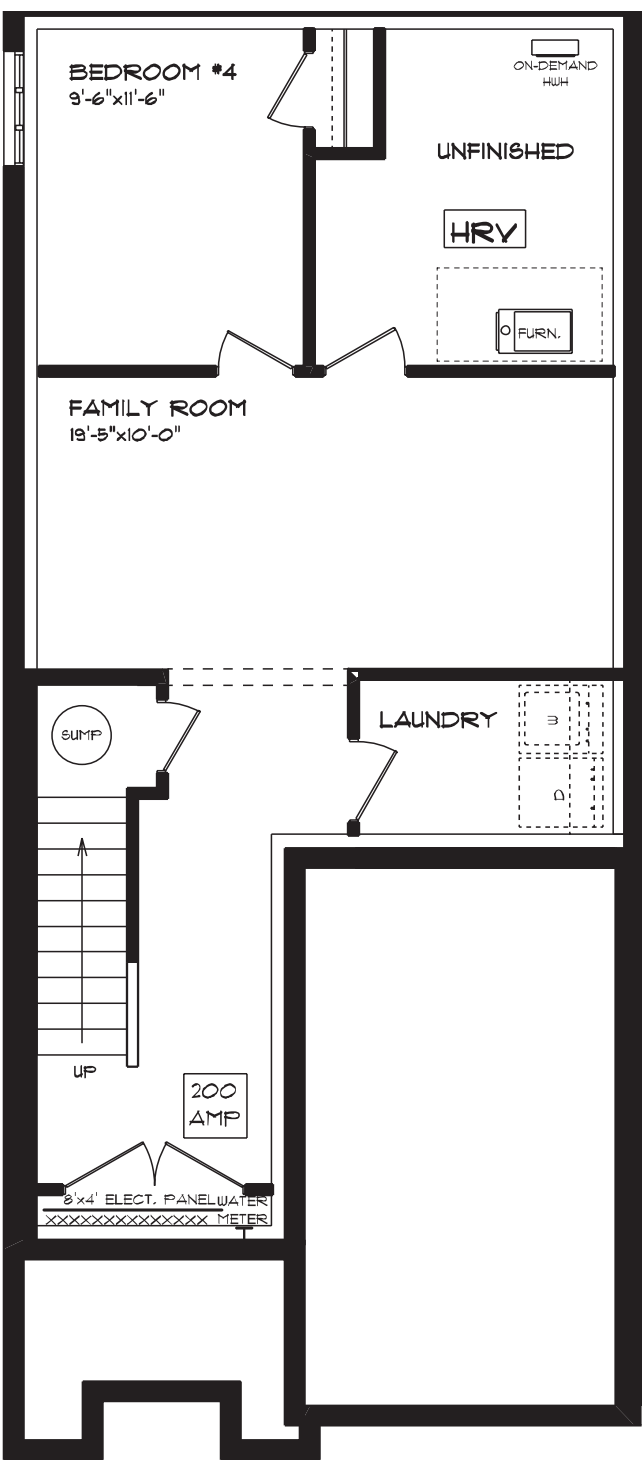 BEDROOM #4
9'-6"x11'-6"
ON-DEMAND
HWH
UNFINISHED
HRV
FURN.
FAMILY ROOM
19'-5"x10'-0"
SUMP
LAUNDRY
W
D
UP
200
AMP
8'x4' ELECT. PANEL
WATER
METER
XXXXXXXXXXXXXX